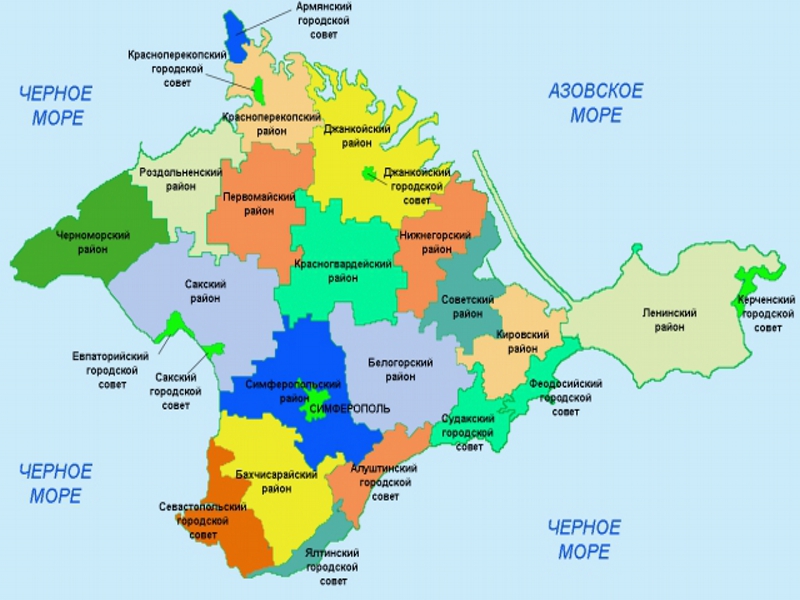 Армянский
городской
совет
Красноперекопский
городской
совет
ЧЕРНОЕ
МОРЕ
АЗОВСКОЕ
МОРЕ
Красноперекопский
район
Джанкойский
район
Роздольненский
район
Джанкойский
городской
совет
Первомайский
район
Черноморский
район
Нижнегорский
район
Красногвардейский
район
Сакский
район
Советский
район
Керченский
городской
совет
Ленинский
район
Кировский
район
Евпаторийский
городской
совет
Сакский
городской
совет
Белогорский
район
Симферопольский
район
СИМФЕРОПОЛЬ
Феодосийский
городской
совет
Судакский
городской
совет
ЧЕРНОЕ
МОРЕ
Бахчисарайский
район
Алуштинский
городской
совет
Севастопольский
городской
совет
ЧЕРНОЕ
МОРЕ
Ялтинский
городской
совет